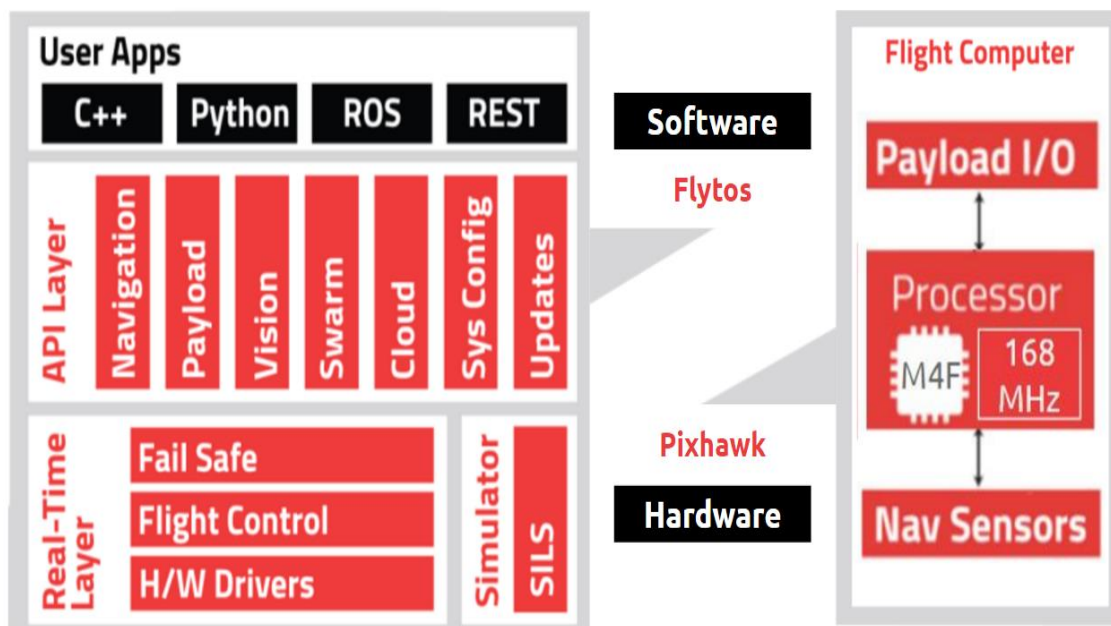 User Apps
C++
Python
ROS
REST
API Layer
Navigation
Payload
Vision
Swarm
Cloud
Sys Config
Updates
Real-Time
Layer
Fail Safe
Flight Control
H/W Drivers
Simulator
SILS
Software
Flytos
Pixhawk
Hardware
Flight Computer
Payload I/O
Processor
M4F
168
MHz
Nav Sensors